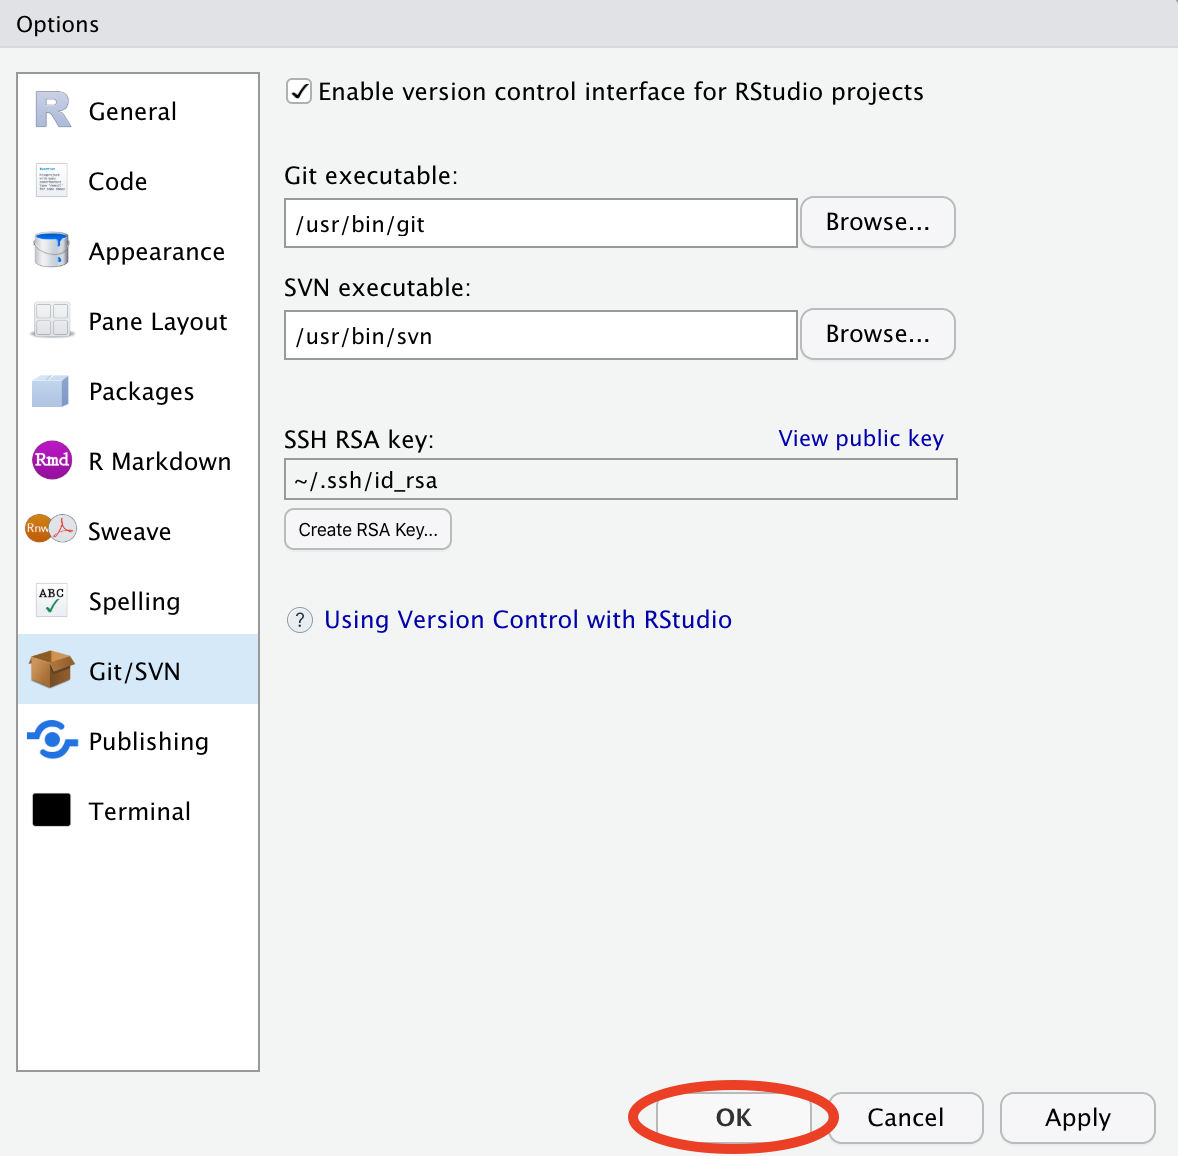 Options
General
Code
Appearance
Pane Layout
Packages
Rmd
R Markdown
Rnw
Sweave
ABC
Spelling
Git/SVN
Publishing
Terminal
Enable version control interface for RStudio projects
Git executable:
/usr/bin/git
Browse...
SVN executable:
/usr/bin/svn
Browse...
SSH RSA key:
View public key
~/.ssh/id_rsa
Create RSA Key...
? Using Version Control with RStudio
OK
Cancel
Apply